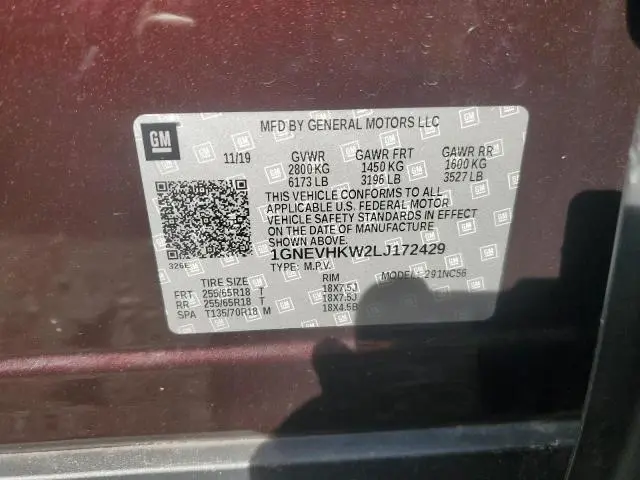 GM
MFD BY GENERAL MOTORS LLC
11/19 GVWR GAWR FRT GAWR RR
2800KG 1450 KG 1600 KG
6173 LB 3196 LB 3527 LB
THIS VEHICLE CONFORMS TO ALL
APPLICABLE U.S. FEDERAL MOTOR
VEHICLE SAFETY STANDARDS IN EFFECT
ON THE DATE OF MANUFACTURE
SHOWN ABOVE.
1GNEVHKW2LJ172429
TYPE: M.P.V. MODEL: 291NC56
TIRE SIZE RIM
FRT 255/65R18 T 18X7.5J
RR 255/65R18 T 18X7.5J
SPA T135/70R18 M 18X4.5B